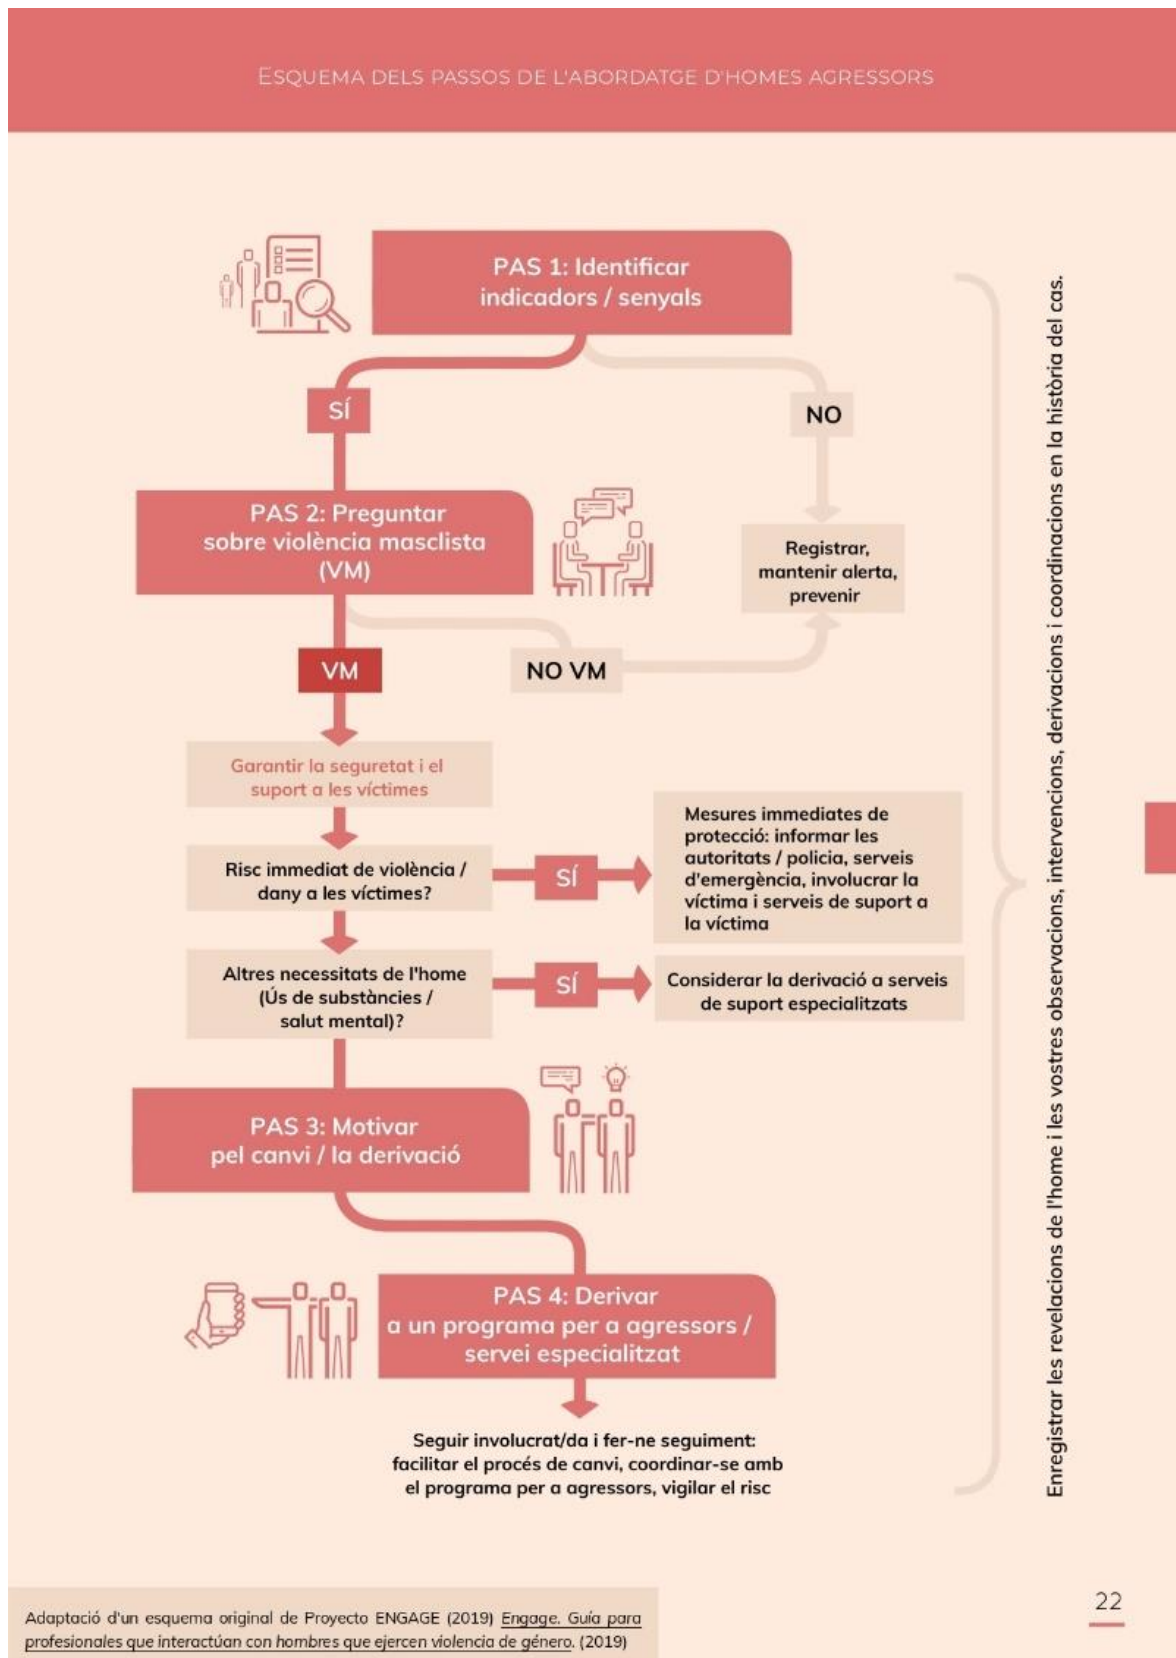 ESQUEMA DELS PASSOS DE L'ABORDATGE D'HOMES AGRESSORS
PAS 1: Identificar
indicadors / senyals
SÍ
NO
PAS 2: Preguntar
sobre violència masclista
(VM)
Registrar,
mantenir alerta,
prevenir
VM
NO VM
Garantir la seguretat i el
suport a les víctimes
Risc immediat de violència /
dany a les víctimes?
SÍ
Mesures immediates de
protecció: informar les
autoritats / policia, serveis
d'emergència, involucrar la
víctima i serveis de suport a
la víctima
Altres necessitats de l'home
(Ús de substàncies /
salut mental)?
SÍ
Considerar la derivació a serveis
de suport especialitzats
PAS 3: Motivar
pel canvi / la derivació
PAS 4: Derivar
a un programa per a agressors /
servei especialitzat
Seguir involucrat/da i fer-ne seguiment:
facilitar el procés de canvi, coordinar-se amb
el programa per a agressors, vigilar el risc
Enregistrar les revelacions de l'home i les vostres observacions, intervencions, derivacions i coordinacions en la història del cas.
22
Adaptació d'un esquema original de Proyecto ENGAGE (2019) Engage. Guía para
profesionales que interactúan con hombres que ejercen violencia de género. (2019)